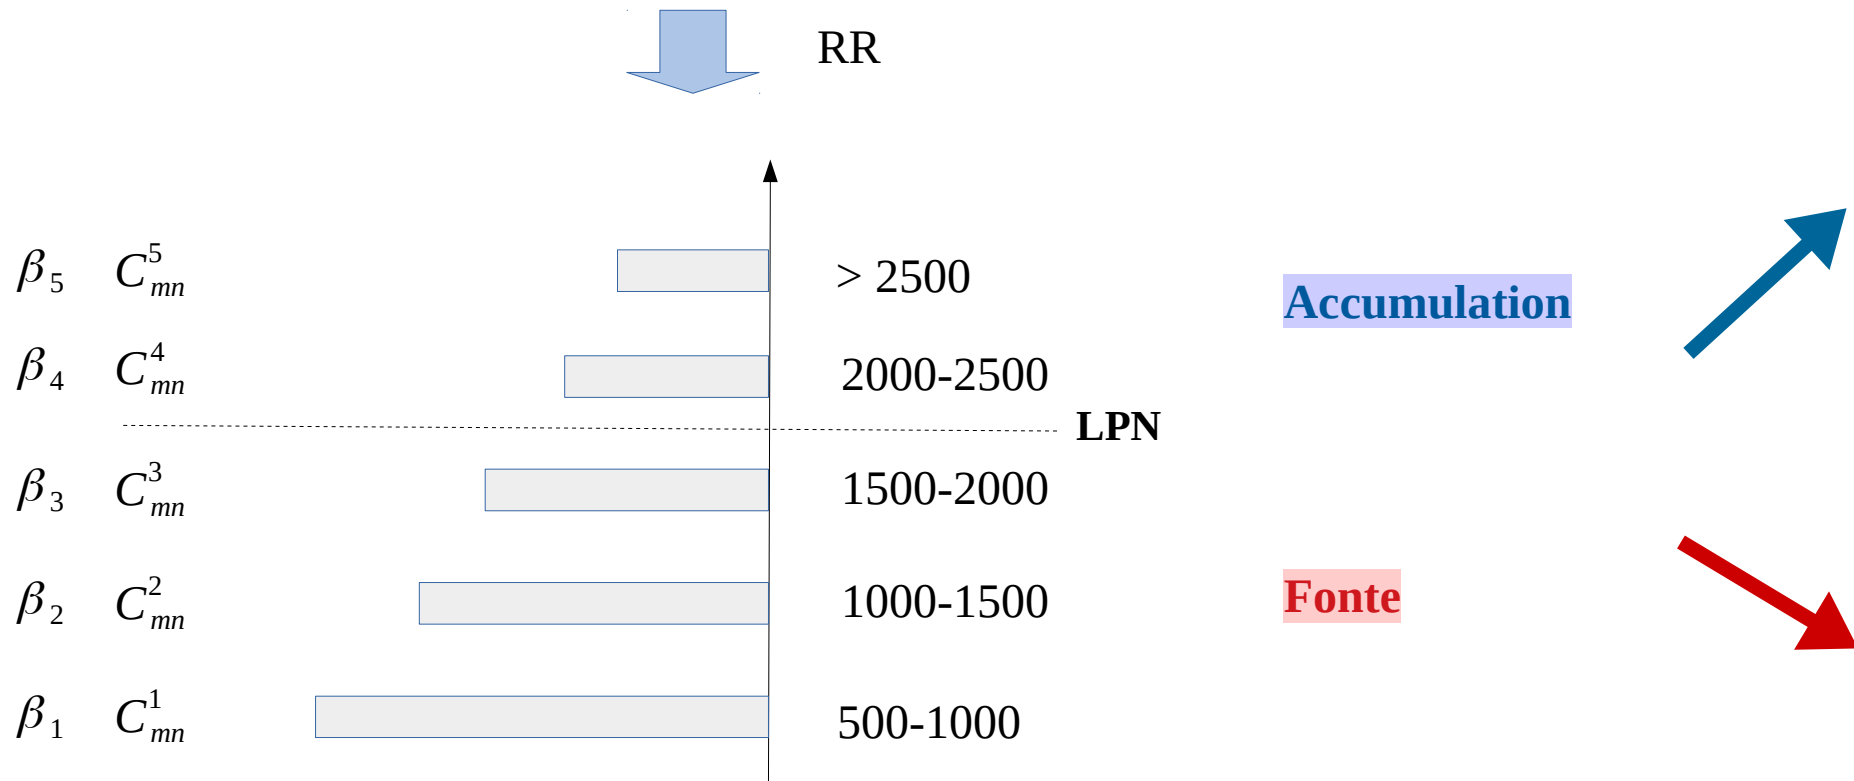 RR
β₅ C⁵ₘₙ > 2500
Accumulation
β₄ C⁴ₘₙ 2000-2500
LPN
β₃ C³ₘₙ 1500-2000
β₂ C²ₘₙ 1000-1500
Fonte
β₁ C¹ₘₙ 500-1000